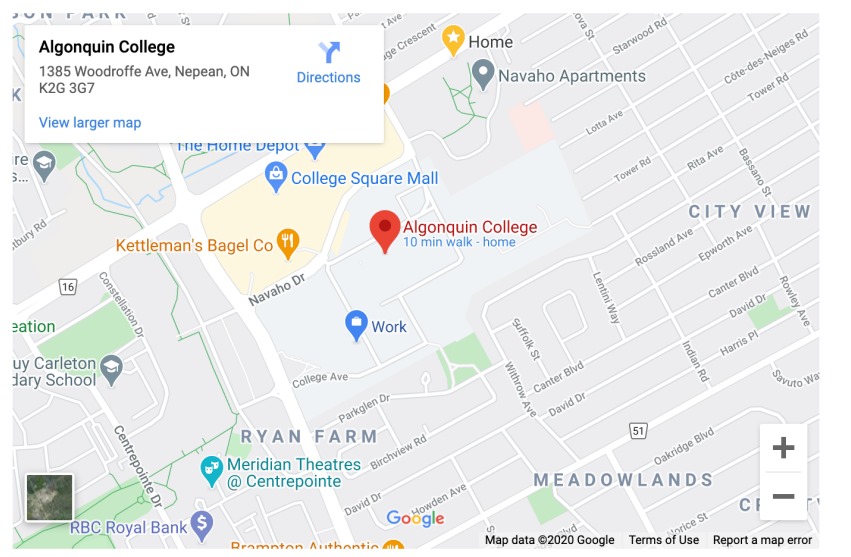 SON PARK
Algonquin College
1385 Woodroffe Ave, Nepean, ON
K2G 3G7
Directions
View larger map
Crescent
Home
Navaho Apartments
Starwood Rd
Côte-des-Neiges
Tower Rd
Lotta Ave
The Home Depot
College Square Mall
Tower Rd
Rita Ave
Bassano St
CITY VIEW
Algonquin College
10 min walk - home
Kettleman's Bagel Co
Rossland Ave
Epworth Ave
16
Navaho Dr
Constellation Dr
Lentini Way
Canter Blvd
Rowley Ave
David Dr
Work
eation
Suffolk St
Harris Pl
Indian Rd
uy Carleton
dary School
College Ave
Withrow Ave
Canter Blvd
Savuto Wa
Parkglen Dr
David Dr
51
RYAN FARM
Birchview Rd
Oakridge Blvd
Centrepointe Dr
Meridian Theatres
@ Centrepointe
MEADOWLANDS
David Dr
Howden Ave
Norice St
RBC Royal Bank
Google
Brampton Authentic
Map data ©2020 Google
Terms of Use
Report a map error